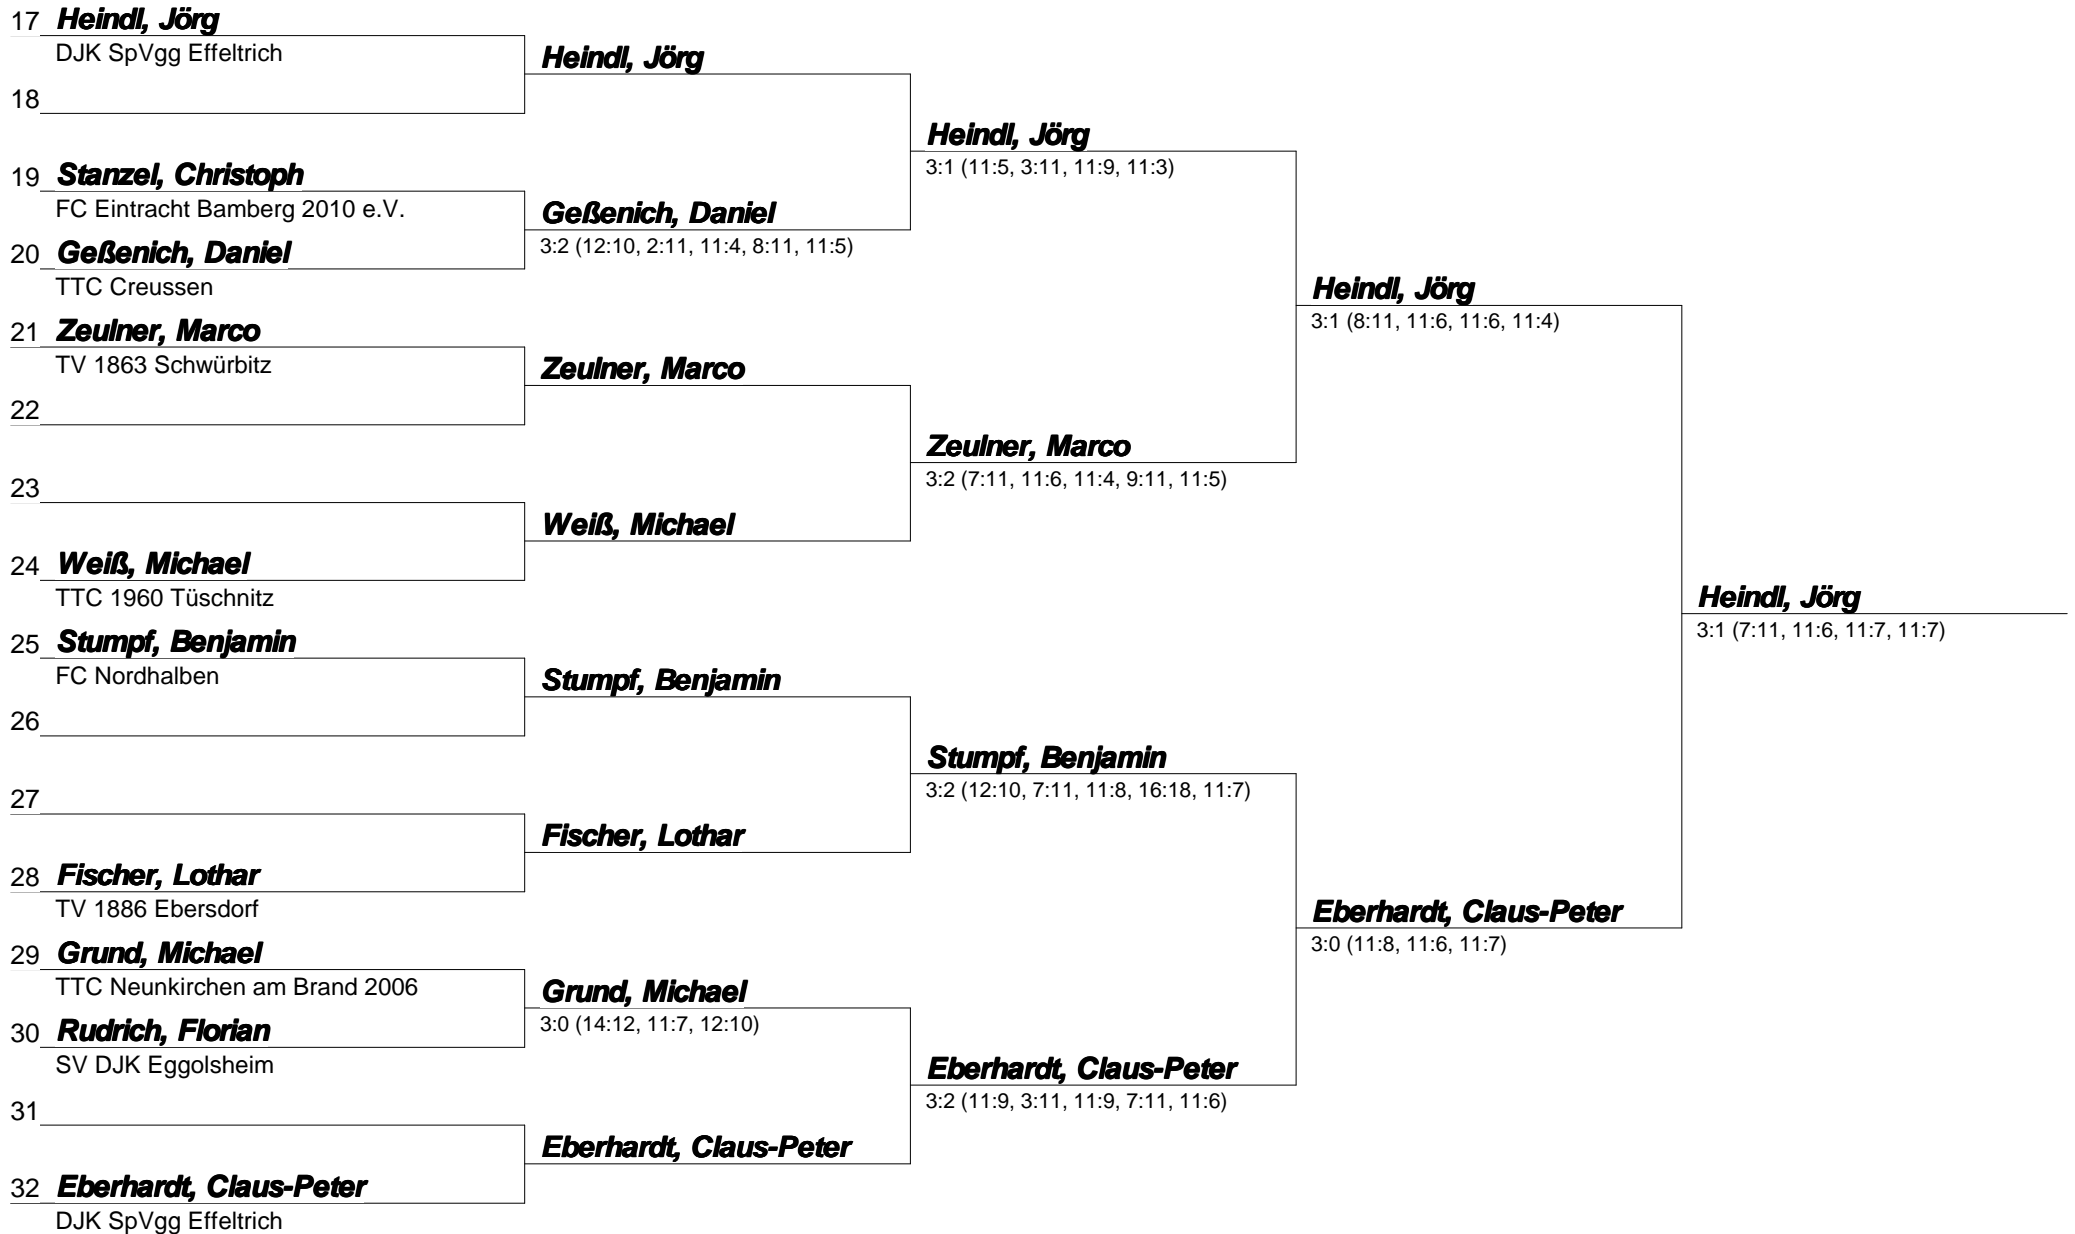 17 Heindl, Jörg
DJK SpVgg Effeltrich
Heindl, Jörg
18
Heindl, Jörg
3:1 (11:5, 3:11, 11:9, 11:3)
19 Stanzel, Christoph
FC Eintracht Bamberg 2010 e.V.
Geßenich, Daniel
3:2 (12:10, 2:11, 11:4, 8:11, 11:5)
20 Geßenich, Daniel
TTC Creussen
Heindl, Jörg
3:1 (8:11, 11:6, 11:6, 11:4)
21 Zeulner, Marco
TV 1863 Schwürbitz
Zeulner, Marco
22
Zeulner, Marco
3:2 (7:11, 11:6, 11:4, 9:11, 11:5)
23
Weiß, Michael
24 Weiß, Michael
TTC 1960 Tüschnitz
Heindl, Jörg
3:1 (7:11, 11:6, 11:7, 11:7)
25 Stumpf, Benjamin
FC Nordhalben
Stumpf, Benjamin
26
Stumpf, Benjamin
3:2 (12:10, 7:11, 11:8, 16:18, 11:7)
27
Fischer, Lothar
28 Fischer, Lothar
TV 1886 Ebersdorf
Eberhardt, Claus-Peter
3:0 (11:8, 11:6, 11:7)
29 Grund, Michael
TTC Neunkirchen am Brand 2006
Grund, Michael
3:0 (14:12, 11:7, 12:10)
30 Rudrich, Florian
SV DJK Eggolsheim
Eberhardt, Claus-Peter
3:2 (11:9, 3:11, 11:9, 7:11, 11:6)
31
Eberhardt, Claus-Peter
32 Eberhardt, Claus-Peter
DJK SpVgg Effeltrich